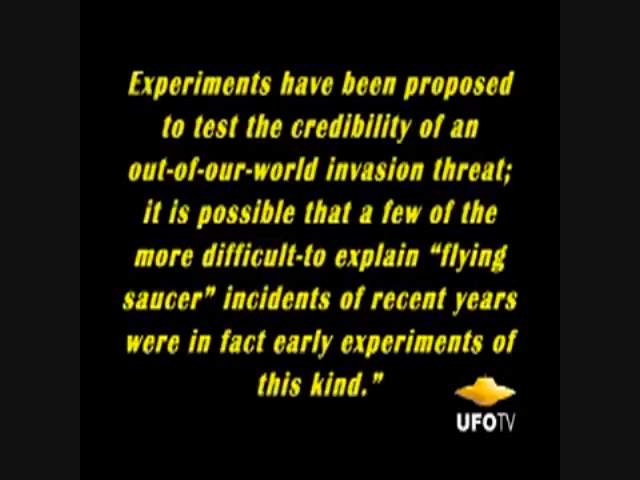 Experiments have been proposed
to test the credibility of an
out-of-our-world invasion threat;
it is possible that a few of the
more difficult-to explain “flying
saucer” incidents of recent years
were in fact early experiments of
this kind.”
UFOTV